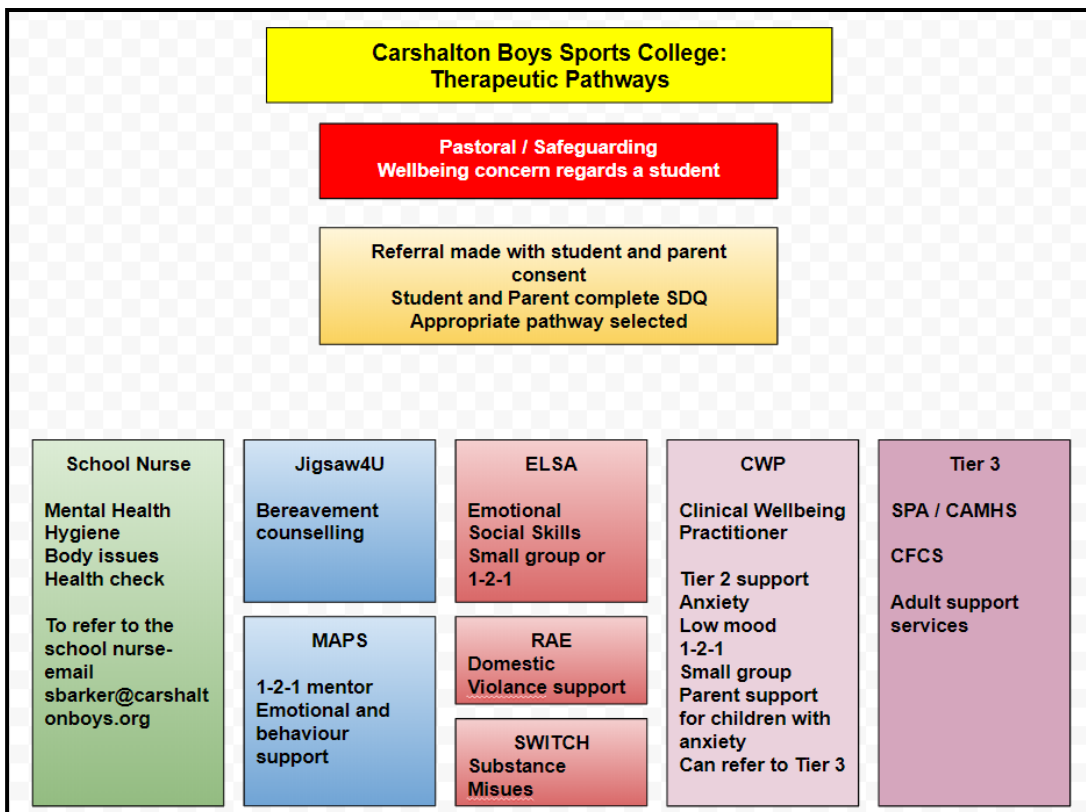 Carshalton Boys Sports College:
Therapeutic Pathways
Pastoral / Safeguarding
Wellbeing concern regards a student
Referral made with student and parent
consent
Student and Parent complete SDQ
Appropriate pathway selected
School Nurse
Mental Health
Hygiene
Body issues
Health check
To refer to the
school nurse-
email
sbarker@carshalt
onboys.org
Jigsaw4U
Bereavement
counselling
MAPS
1-2-1 mentor
Emotional and
behaviour
support
ELSA
Emotional
Social Skills
Small group or
1-2-1
RAE
Domestic
Violance support
SWITCH
Substance
Misues
CWP
Clinical Wellbeing
Practitioner
Tier 2 support
Anxiety
Low mood
1-2-1
Small group
Parent support
for children with
anxiety
Can refer to Tier 3
Tier 3
SPA / CAMHS
CFCS
Adult support
services